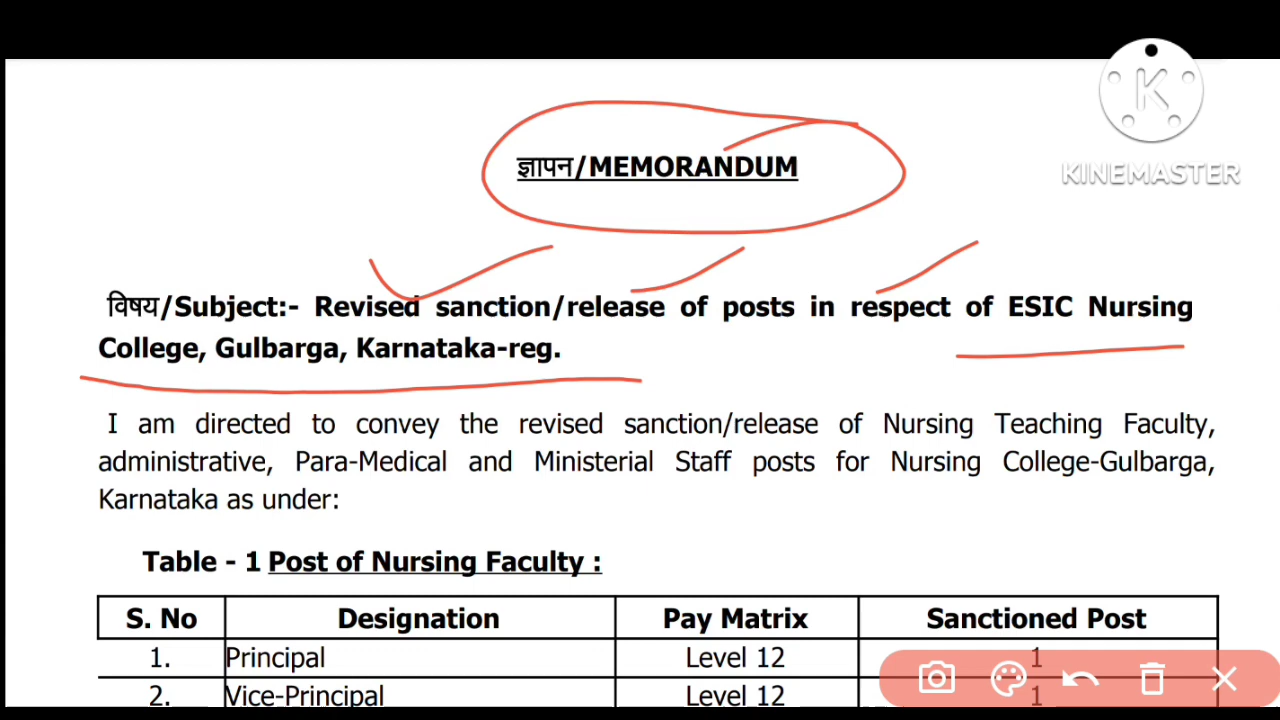 KINEMASTER
ज्ञापन/MEMORANDUM
विषय/Subject:- Revised sanction/release of posts in respect of ESIC Nursing
College, Gulbarga, Karnataka-reg.
I am directed to convey the revised sanction/release of Nursing Teaching Faculty,
administrative, Para-Medical and Ministerial Staff posts for Nursing College-Gulbarga,
Karnataka as under:
Table - 1 Post of Nursing Faculty :
S. No Designation Pay Matrix Sanctioned Post
1. Principal Level 12 1
2. Vice-Principal Level 12 1